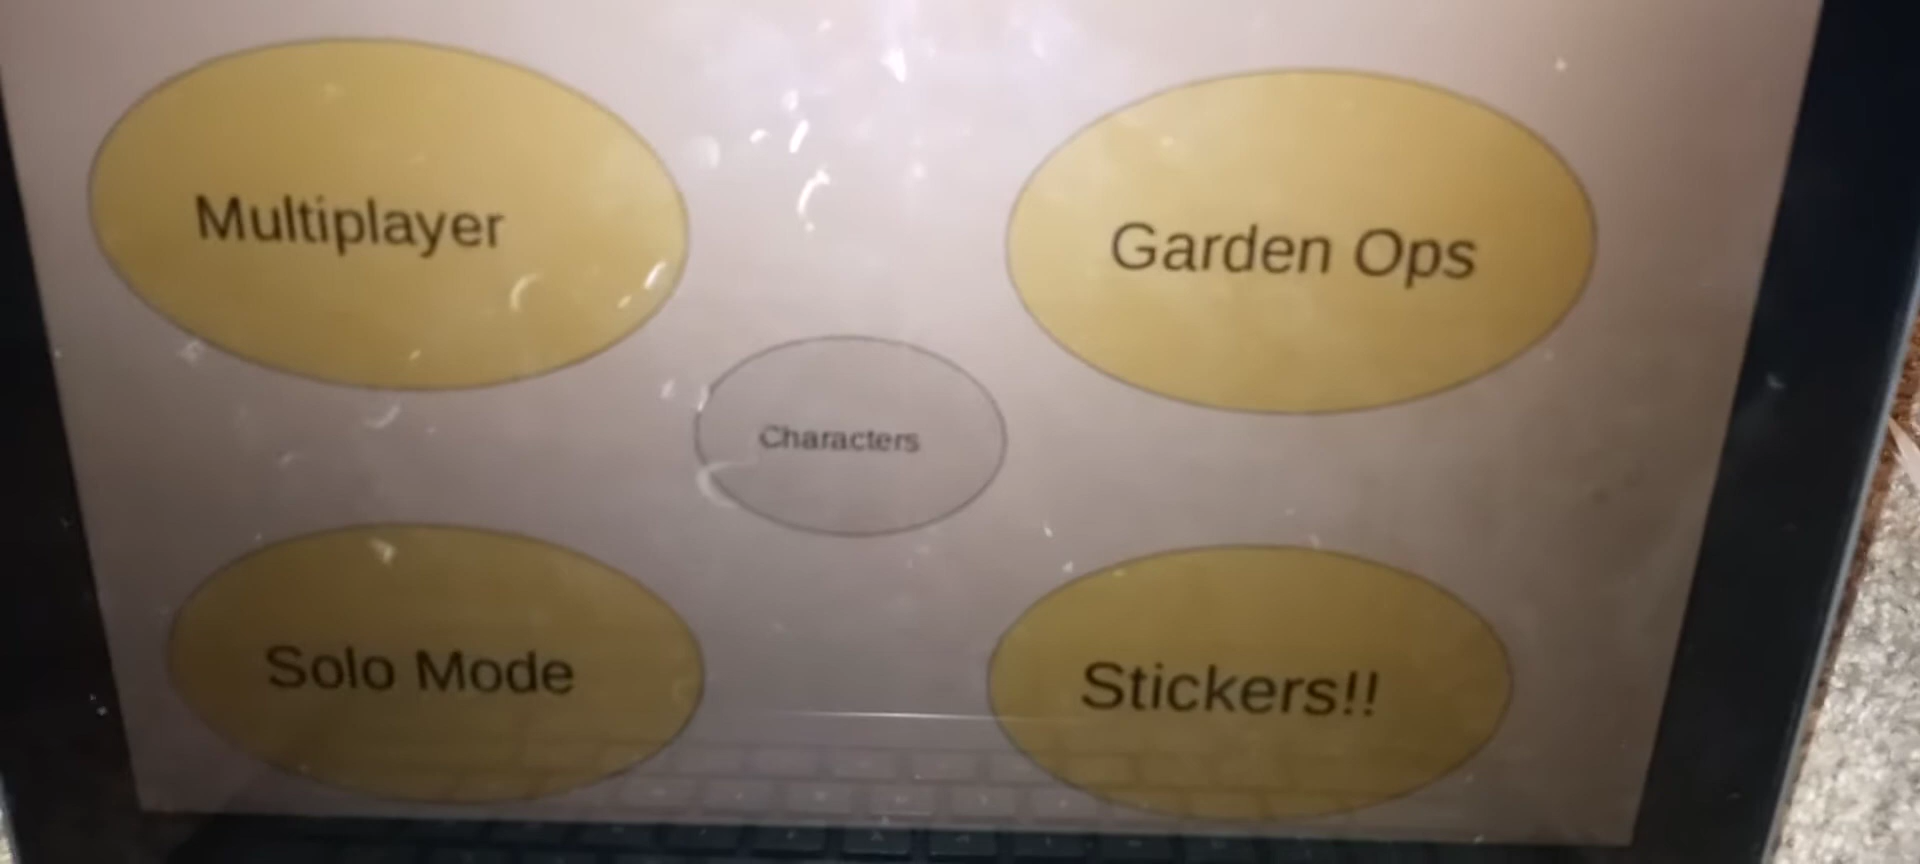 Multiplayer
Garden Ops
Characters
Solo Mode
Stickers!!